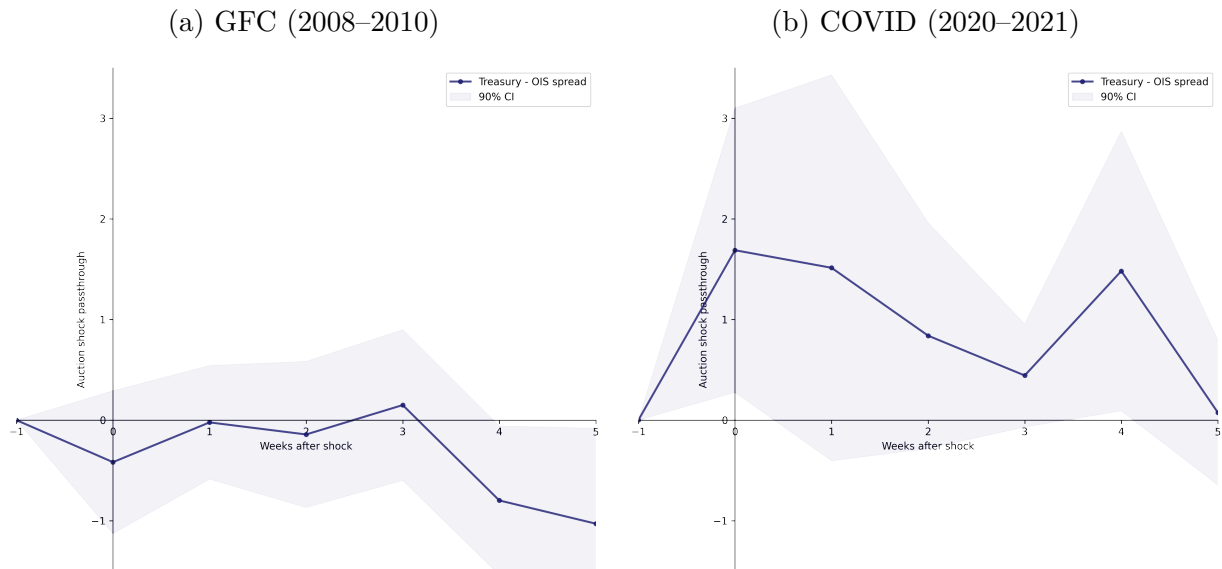 (a) GFC (2008–2010)
Treasury - OIS spread
90% CI
3
2
1
0
−1
Auction shock passthrough
−1
0
1
2
3
4
5
Weeks after shock
(b) COVID (2020–2021)
Treasury - OIS spread
90% CI
3
2
1
0
−1
Auction shock passthrough
−1
0
1
2
3
4
5
Weeks after shock